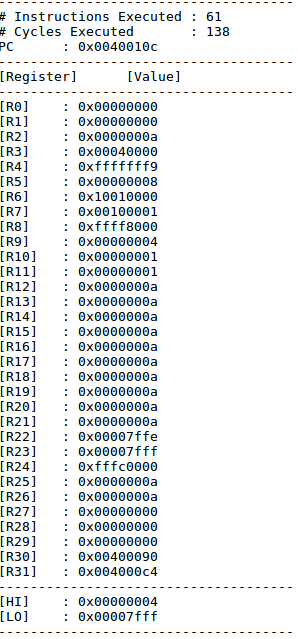 --------------------------------------
# Instructions Executed : 61
# Cycles Executed       : 138
PC      : 0x0040010c
--------------------------------------
[Register]      [Value]
--------------------------------------
[R0]    : 0x00000000
[R1]    : 0x00000000
[R2]    : 0x0000000a
[R3]    : 0x00040000
[R4]    : 0xfffffff9
[R5]    : 0x00000008
[R6]    : 0x10010000
[R7]    : 0x00100001
[R8]    : 0xffff8000
[R9]    : 0x00000004
[R10]   : 0x00000001
[R11]   : 0x00000001
[R12]   : 0x0000000a
[R13]   : 0x0000000a
[R14]   : 0x0000000a
[R15]   : 0x0000000a
[R16]   : 0x0000000a
[R17]   : 0x0000000a
[R18]   : 0x0000000a
[R19]   : 0x0000000a
[R20]   : 0x0000000a
[R21]   : 0x0000000a
[R22]   : 0x00007ffe
[R23]   : 0x00007fff
[R24]   : 0xfffc0000
[R25]   : 0x0000000a
[R26]   : 0x0000000a
[R27]   : 0x00000000
[R28]   : 0x00000000
[R29]   : 0x00000000
[R30]   : 0x00400090
[R31]   : 0x004000c4
--------------------------------------
[HI]    : 0x00000004
[LO]    : 0x00007fff
--------------------------------------